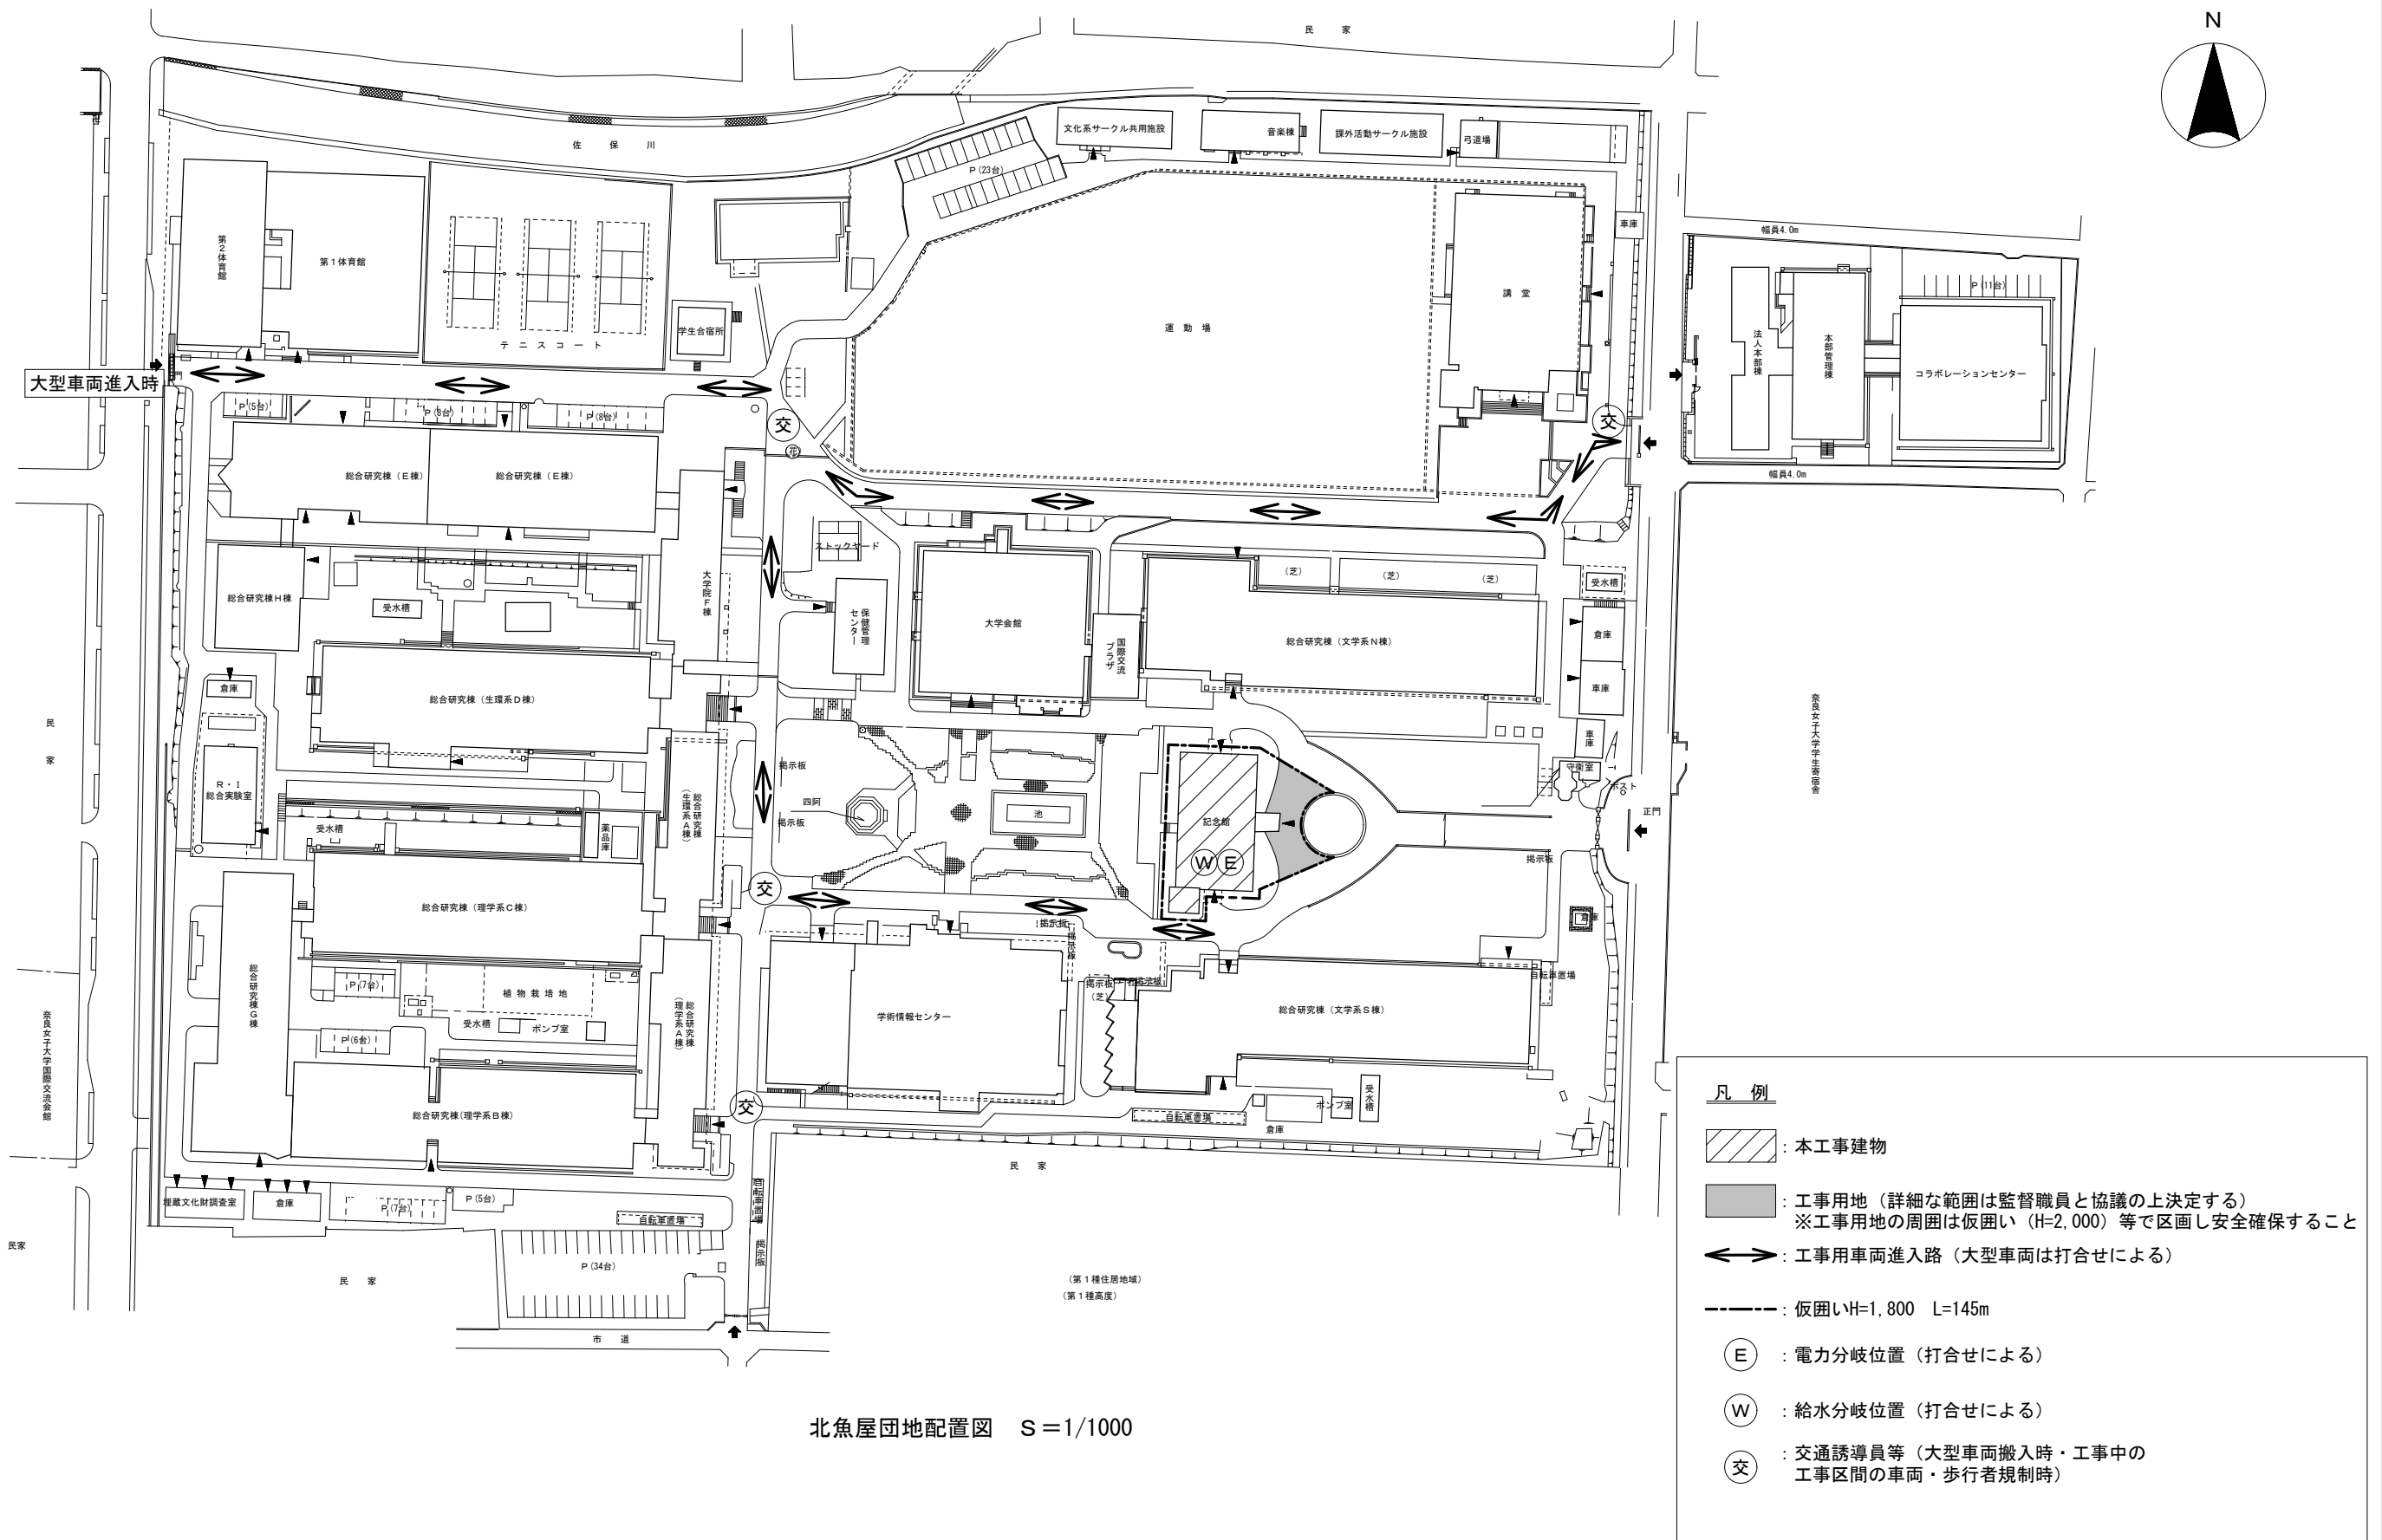 N
民 家
佐 保 川
文化系サークル共用施設
音楽棟
課外活動サークル施設
弓道場
P(23台)
第2体育館
第1体育館
テニスコート
学生合宿所
運 動 場
講 堂
車庫
幅員4.0m
法人本部棟
本部管理棟
P(11台)
コラボレーションセンター
幅員4.0m
大型車両進入時
P(5台)
P(8台)
P(8台)
交
交
花
総合研究棟(E棟)
総合研究棟(E棟)
ストックヤード
大学院F棟
総合研究棟H棟
受水槽
保健管理
センター
大学会館
国際交流
プラザ
(芝)
(芝)
(芝)
総合研究棟(文学系N棟)
受水槽
倉庫
車庫
車庫
守衛室
ポスト
正門
奈良女子大学学生寄宿舎
民 家
倉庫
総合研究棟(生環系D棟)
R・I
総合実験室
受水槽
薬品庫
総合研究棟
(生環系A棟)
掲示板
四阿
掲示板
池
記念館
W
E
掲示板
倉庫
交
総合研究棟(理学系C棟)
総合研究棟G棟
P(7台)
植 物 栽 培 地
受水槽
ポンプ室
P(6台)
総合研究棟
(理学系A棟)
総合研究棟(理学系B棟)
学術情報センター
掲示板
掲示板
掲示板
(芝)
掲示板
総合研究棟(文学系S棟)
自転車置場
受水槽
ポンプ室
倉庫
自転車置場
交
奈良女子大学国際交流会館
埋蔵文化財調査室
倉庫
P(7台)
P(5台)
自転車置場
自転車置場
掲示板
P(34台)
民家
民 家
民 家
(第1種住居地域)
(第1種高度)
市 道
北魚屋団地配置図 S=1/1000
凡 例
:本工事建物
:工事用地(詳細な範囲は監督職員と協議の上決定する)
※工事用地の周囲は仮囲い(H=2,000)等で区画し安全確保すること
:工事用車両進入路(大型車両は打合せによる)
:仮囲いH=1,800 L=145m
E :電力分岐位置(打合せによる)
W :給水分岐位置(打合せによる)
交 :交通誘導員等(大型車両搬入時・工事中の
工事区間の車両・歩行者規制時)